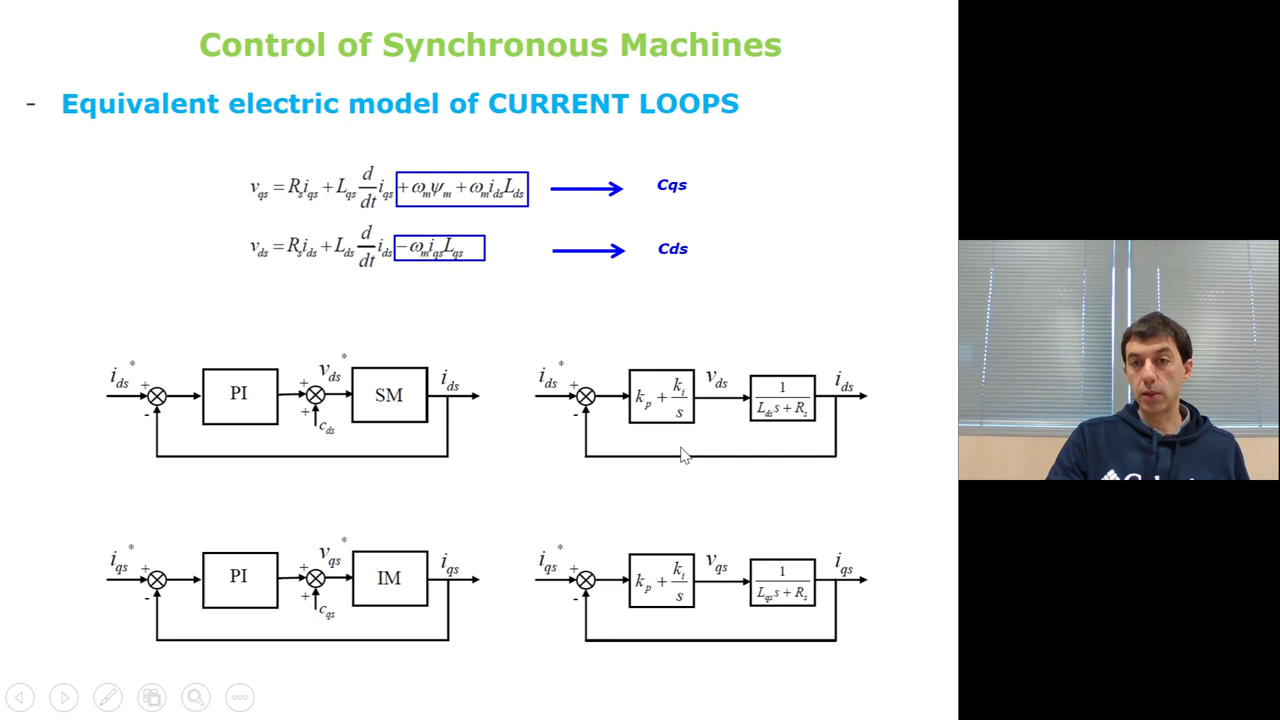 Control of Synchronous Machines
- Equivalent electric model of CURRENT LOOPS
v_qs = R_s i_qs + L_qs d/dt i_qs + ω_m ψ_m + ω_m i_ds L_ds
Cqs
v_ds = R_s i_ds + L_ds d/dt i_ds − ω_m i_qs L_qs
Cds
i_ds* + - PI + + c_ds v_ds* SM i_ds
i_ds* + - k_p + k_i/s v_ds 1/(L_ds s + R_s) i_ds
i_qs* + - PI + + c_qs v_qs* IM i_qs
i_qs* + - k_p + k_i/s v_qs 1/(L_qs s + R_s) i_qs